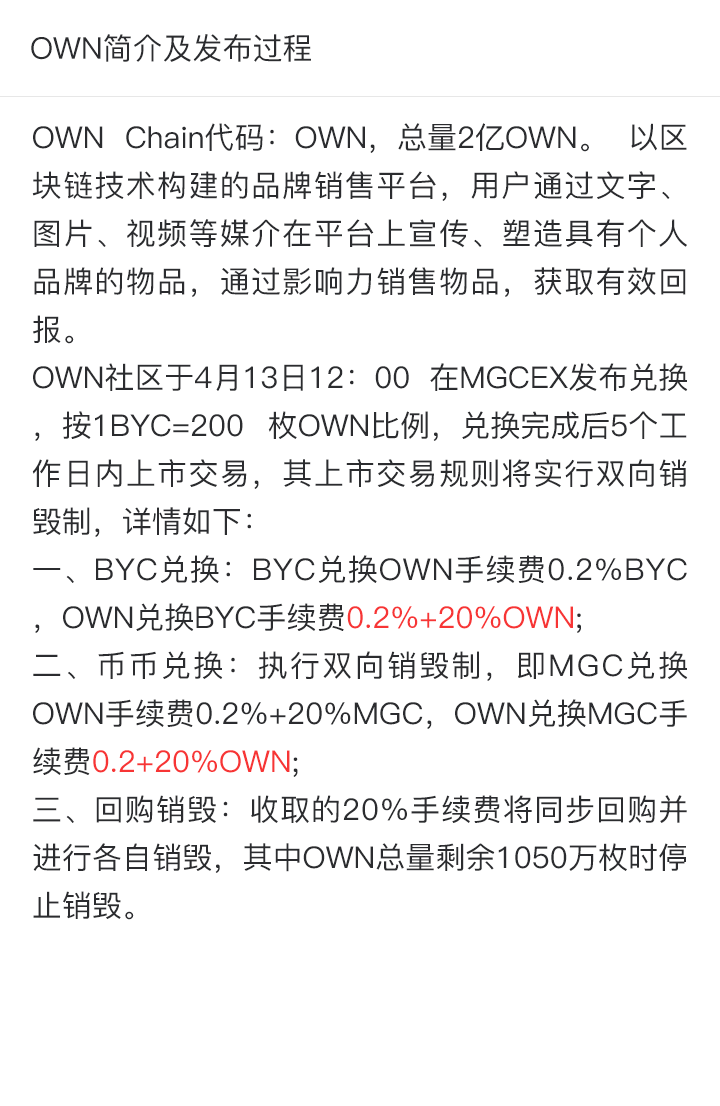 OWN简介及发布过程
OWN Chain代码：OWN，总量2亿OWN。 以区
块链技术构建的品牌销售平台，用户通过文字、
图片、视频等媒介在平台上宣传、塑造具有个人
品牌的物品，通过影响力销售物品，获取有效回
报。
OWN社区于4月13日12：00 在MGCEX发布兑换
，按1BYC=200 枚OWN比例，兑换完成后5个工
作日内上市交易，其上市交易规则将实行双向销
毁制，详情如下：
一、BYC兑换：BYC兑换OWN手续费0.2%BYC
，OWN兑换BYC手续费0.2%+20%OWN;
二、币币兑换：执行双向销毁制，即MGC兑换
OWN手续费0.2%+20%MGC，OWN兑换MGC手
续费0.2+20%OWN;
三、回购销毁：收取的20%手续费将同步回购并
进行各自销毁，其中OWN总量剩余1050万枚时停
止销毁。